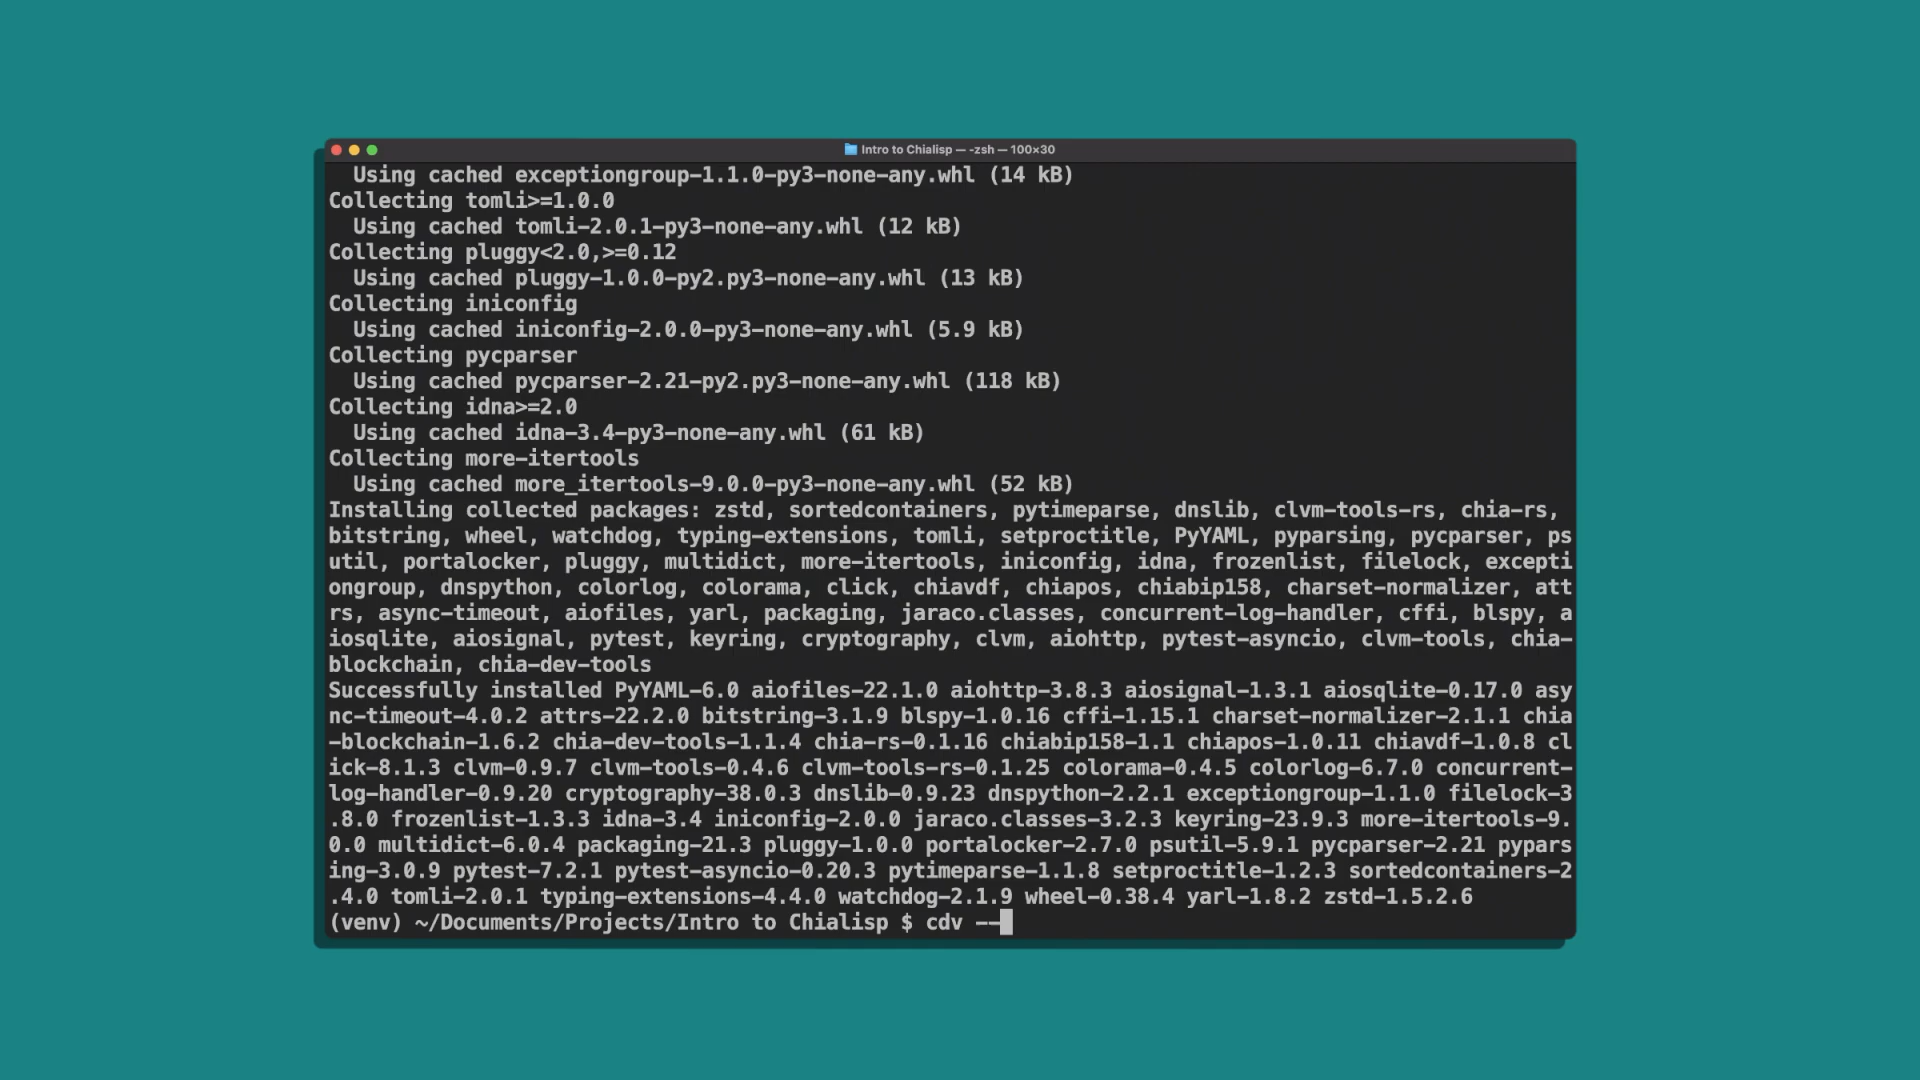 Intro to Chialisp — -zsh — 100×30
Using cached exceptiongroup-1.1.0-py3-none-any.whl (14 kB)
Collecting tomli>=1.0.0
Using cached tomli-2.0.1-py3-none-any.whl (12 kB)
Collecting pluggy<2.0,>=0.12
Using cached pluggy-1.0.0-py2.py3-none-any.whl (13 kB)
Collecting iniconfig
Using cached iniconfig-2.0.0-py3-none-any.whl (5.9 kB)
Collecting pycparser
Using cached pycparser-2.21-py2.py3-none-any.whl (118 kB)
Collecting idna>=2.0
Using cached idna-3.4-py3-none-any.whl (61 kB)
Collecting more-itertools
Using cached more_itertools-9.0.0-py3-none-any.whl (52 kB)
Installing collected packages: zstd, sortedcontainers, pytimeparse, dnslib, clvm-tools-rs, chia-rs,
bitstring, wheel, watchdog, typing-extensions, tomli, setproctitle, PyYAML, pyparsing, pycparser, ps
util, portalocker, pluggy, multidict, more-itertools, iniconfig, idna, frozenlist, filelock, excepti
ongroup, dnspython, colorlog, colorama, click, chiavdf, chiapos, chiabip158, charset-normalizer, att
rs, async-timeout, aiofiles, yarl, packaging, jaraco.classes, concurrent-log-handler, cffi, blspy, a
iosqlite, aiosignal, pytest, keyring, cryptography, clvm, aiohttp, pytest-asyncio, clvm-tools, chia-
blockchain, chia-dev-tools
Successfully installed PyYAML-6.0 aiofiles-22.1.0 aiohttp-3.8.3 aiosignal-1.3.1 aiosqlite-0.17.0 asy
nc-timeout-4.0.2 attrs-22.2.0 bitstring-3.1.9 blspy-1.0.16 cffi-1.15.1 charset-normalizer-2.1.1 chia
-blockchain-1.6.2 chia-dev-tools-1.1.4 chia-rs-0.1.16 chiabip158-1.1 chiapos-1.0.11 chiavdf-1.0.8 cl
ick-8.1.3 clvm-0.9.7 clvm-tools-0.4.6 clvm-tools-rs-0.1.25 colorama-0.4.5 colorlog-6.7.0 concurrent-
log-handler-0.9.20 cryptography-38.0.3 dnslib-0.9.23 dnspython-2.2.1 exceptiongroup-1.1.0 filelock-3
.8.0 frozenlist-1.3.3 idna-3.4 iniconfig-2.0.0 jaraco.classes-3.2.3 keyring-23.9.3 more-itertools-9.
0.0 multidict-6.0.4 packaging-21.3 pluggy-1.0.0 portalocker-2.7.0 psutil-5.9.1 pycparser-2.21 pypars
ing-3.0.9 pytest-7.2.1 pytest-asyncio-0.20.3 pytimeparse-1.1.8 setproctitle-1.2.3 sortedcontainers-2
.4.0 tomli-2.0.1 typing-extensions-4.4.0 watchdog-2.1.9 wheel-0.38.4 yarl-1.8.2 zstd-1.5.2.6
(venv) ~/Documents/Projects/Intro to Chialisp $ cdv --